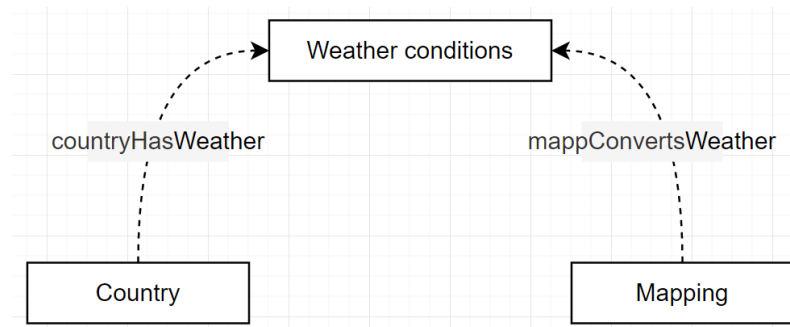 Weather conditions
countryHasWeather
mappConvertsWeather
Country
Mapping